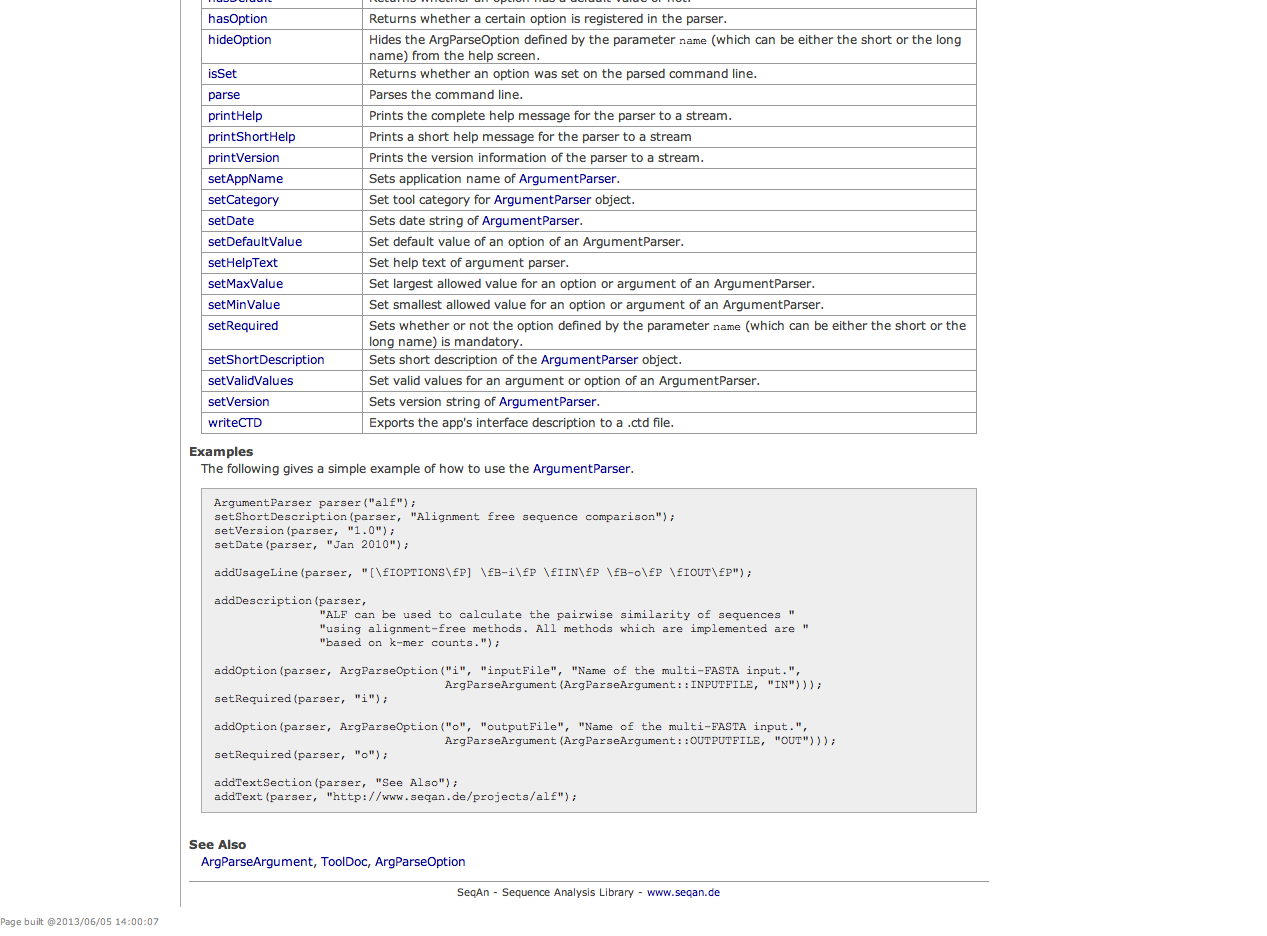 hasOption Returns whether a certain option is registered in the parser.
hideOption Hides the ArgParseOption defined by the parameter name (which can be either the short or the long
name) from the help screen.
isSet Returns whether an option was set on the parsed command line.
parse Parses the command line.
printHelp Prints the complete help message for the parser to a stream.
printShortHelp Prints a short help message for the parser to a stream
printVersion Prints the version information of the parser to a stream.
setAppName Sets application name of ArgumentParser.
setCategory Set tool category for ArgumentParser object.
setDate Sets date string of ArgumentParser.
setDefaultValue Set default value of an option of an ArgumentParser.
setHelpText Set help text of argument parser.
setMaxValue Set largest allowed value for an option or argument of an ArgumentParser.
setMinValue Set smallest allowed value for an option or argument of an ArgumentParser.
setRequired Sets whether or not the option defined by the parameter name (which can be either the short or the
long name) is mandatory.
setShortDescription Sets short description of the ArgumentParser object.
setValidValues Set valid values for an argument or option of an ArgumentParser.
setVersion Sets version string of ArgumentParser.
writeCTD Exports the app's interface description to a .ctd file.
Examples
The following gives a simple example of how to use the ArgumentParser.
ArgumentParser parser("alf");
setShortDescription(parser, "Alignment free sequence comparison");
setVersion(parser, "1.0");
setDate(parser, "Jan 2010");
addUsageLine(parser, "[\fIOPTIONS\fP] \fB-i\fP \fIIN\fP \fB-o\fP \fIOUT\fP");
addDescription(parser,
"ALF can be used to calculate the pairwise similarity of sequences "
"using alignment-free methods. All methods which are implemented are "
"based on k-mer counts.");
addOption(parser, ArgParseOption("i", "inputFile", "Name of the multi-FASTA input.",
ArgParseArgument(ArgParseArgument::INPUTFILE, "IN")));
setRequired(parser, "i");
addOption(parser, ArgParseOption("o", "outputFile", "Name of the multi-FASTA input.",
ArgParseArgument(ArgParseArgument::OUTPUTFILE, "OUT")));
setRequired(parser, "o");
addTextSection(parser, "See Also");
addText(parser, "http://www.seqan.de/projects/alf");
See Also
ArgParseArgument, ToolDoc, ArgParseOption
SeqAn - Sequence Analysis Library - www.seqan.de
Page built @2013/06/05 14:00:07